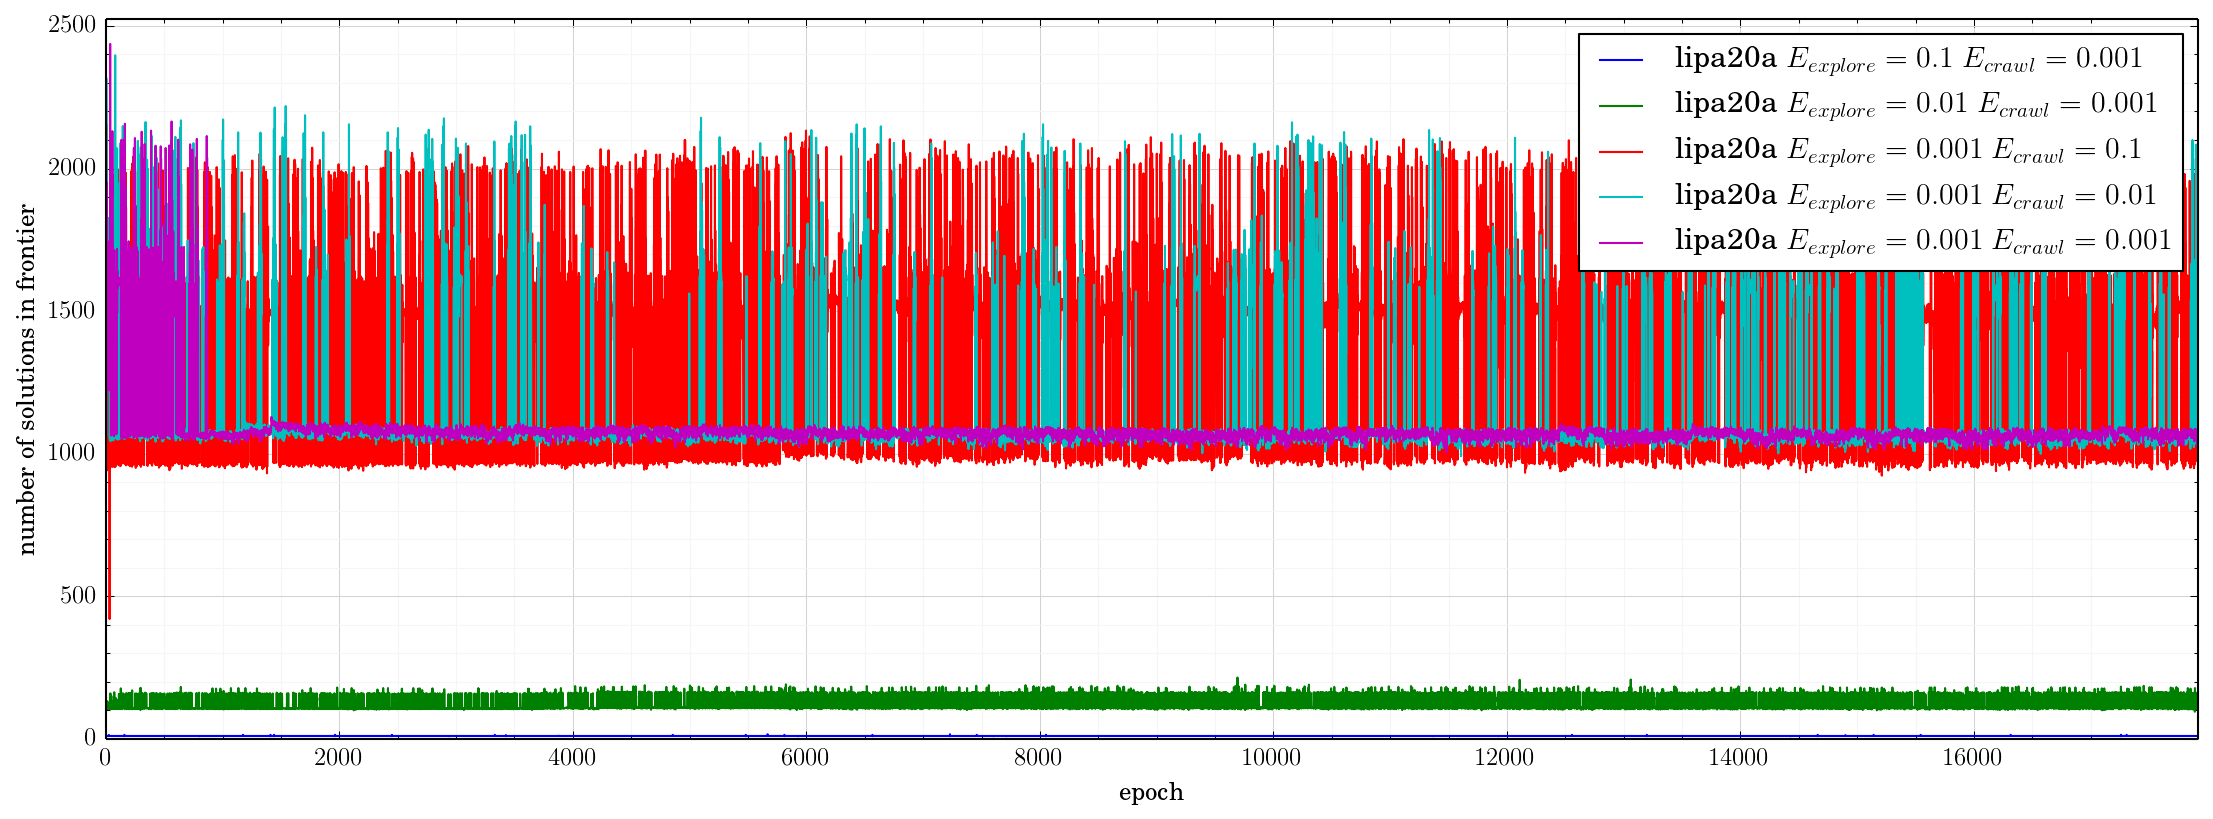 2500
2000
1500
1000
500
0
number of solutions in frontier
0 2000 4000 6000 8000 10000 12000 14000 16000
epoch
lipa20a E_explore = 0.1 E_crawl = 0.001
lipa20a E_explore = 0.01 E_crawl = 0.001
lipa20a E_explore = 0.001 E_crawl = 0.1
lipa20a E_explore = 0.001 E_crawl = 0.01
lipa20a E_explore = 0.001 E_crawl = 0.001